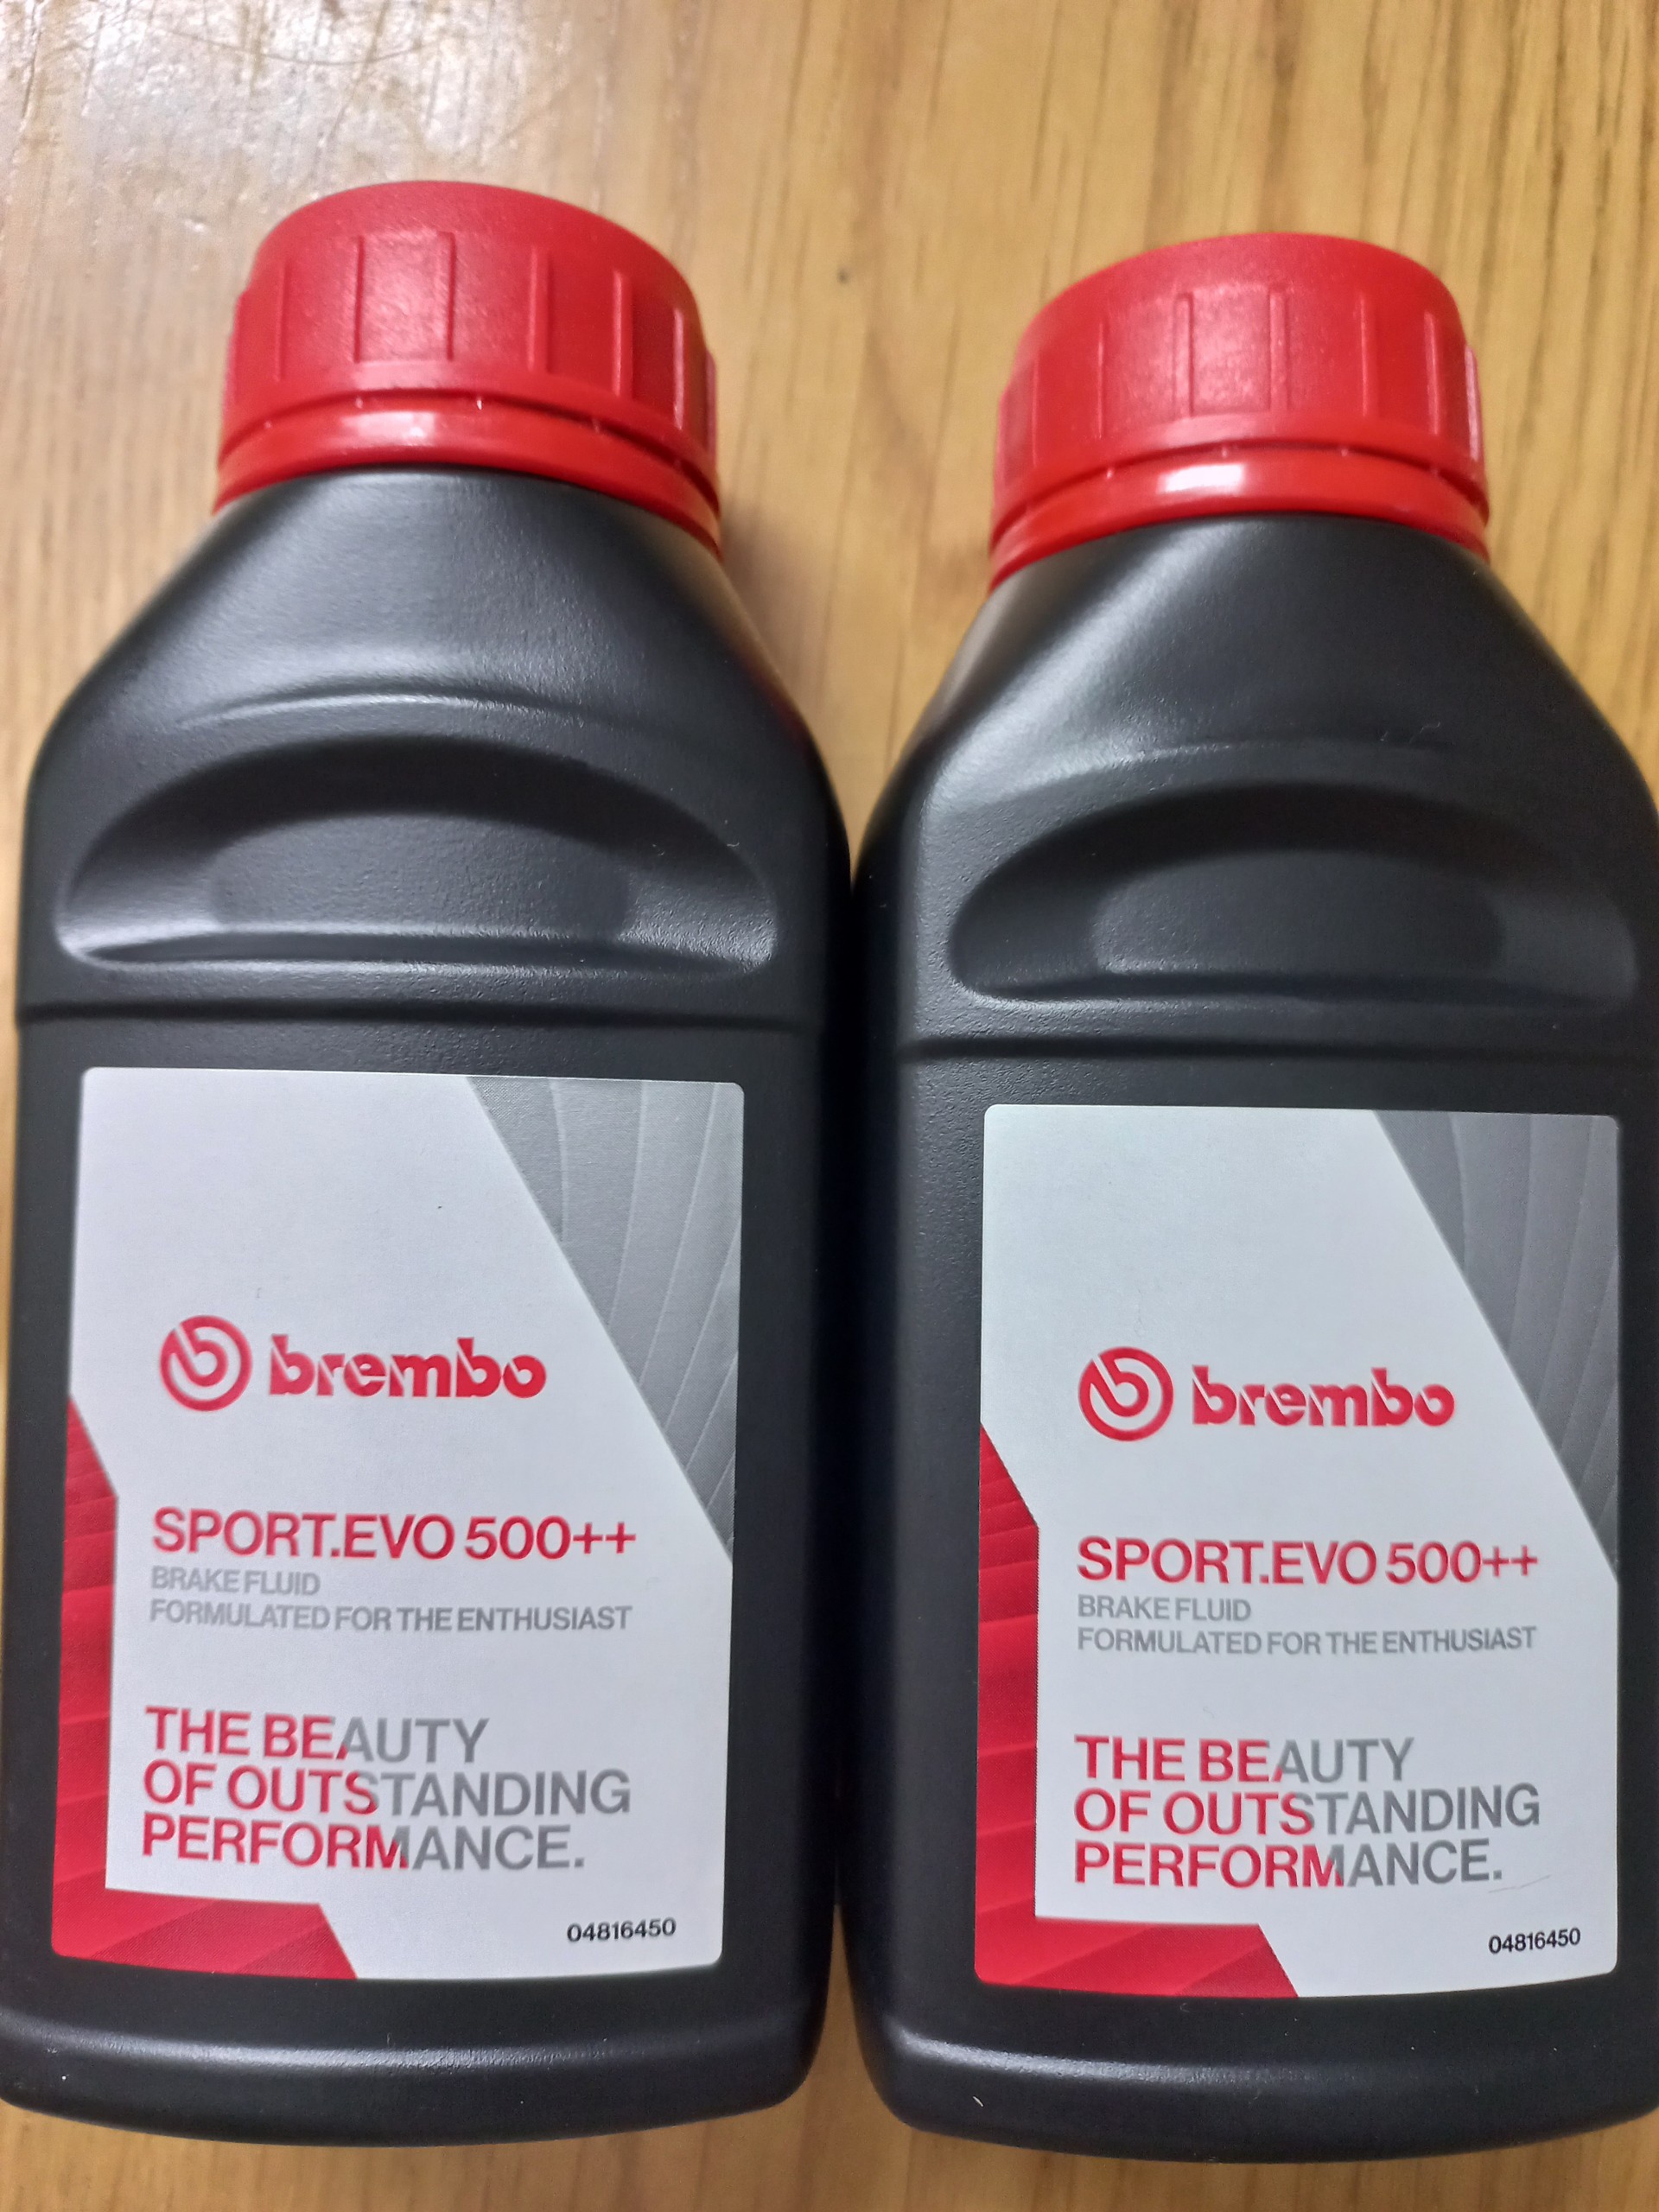 brembo
SPORT.EVO 500++
BRAKE FLUID
FORMULATED FOR THE ENTHUSIAST
THE BEAUTY
OF OUTSTANDING
PERFORMANCE.
04816450
brembo
SPORT.EVO 500++
BRAKE FLUID
FORMULATED FOR THE ENTHUSIAST
THE BEAUTY
OF OUTSTANDING
PERFORMANCE.
04816450